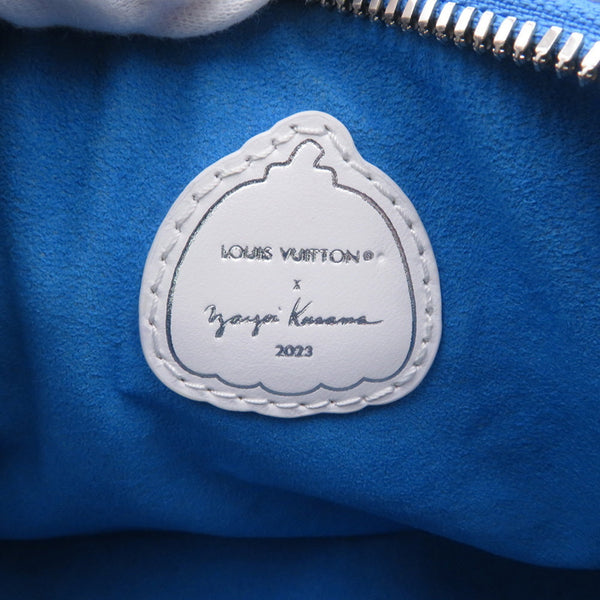 LOUIS VUITTON®
x
Yayoi Kusama
2023